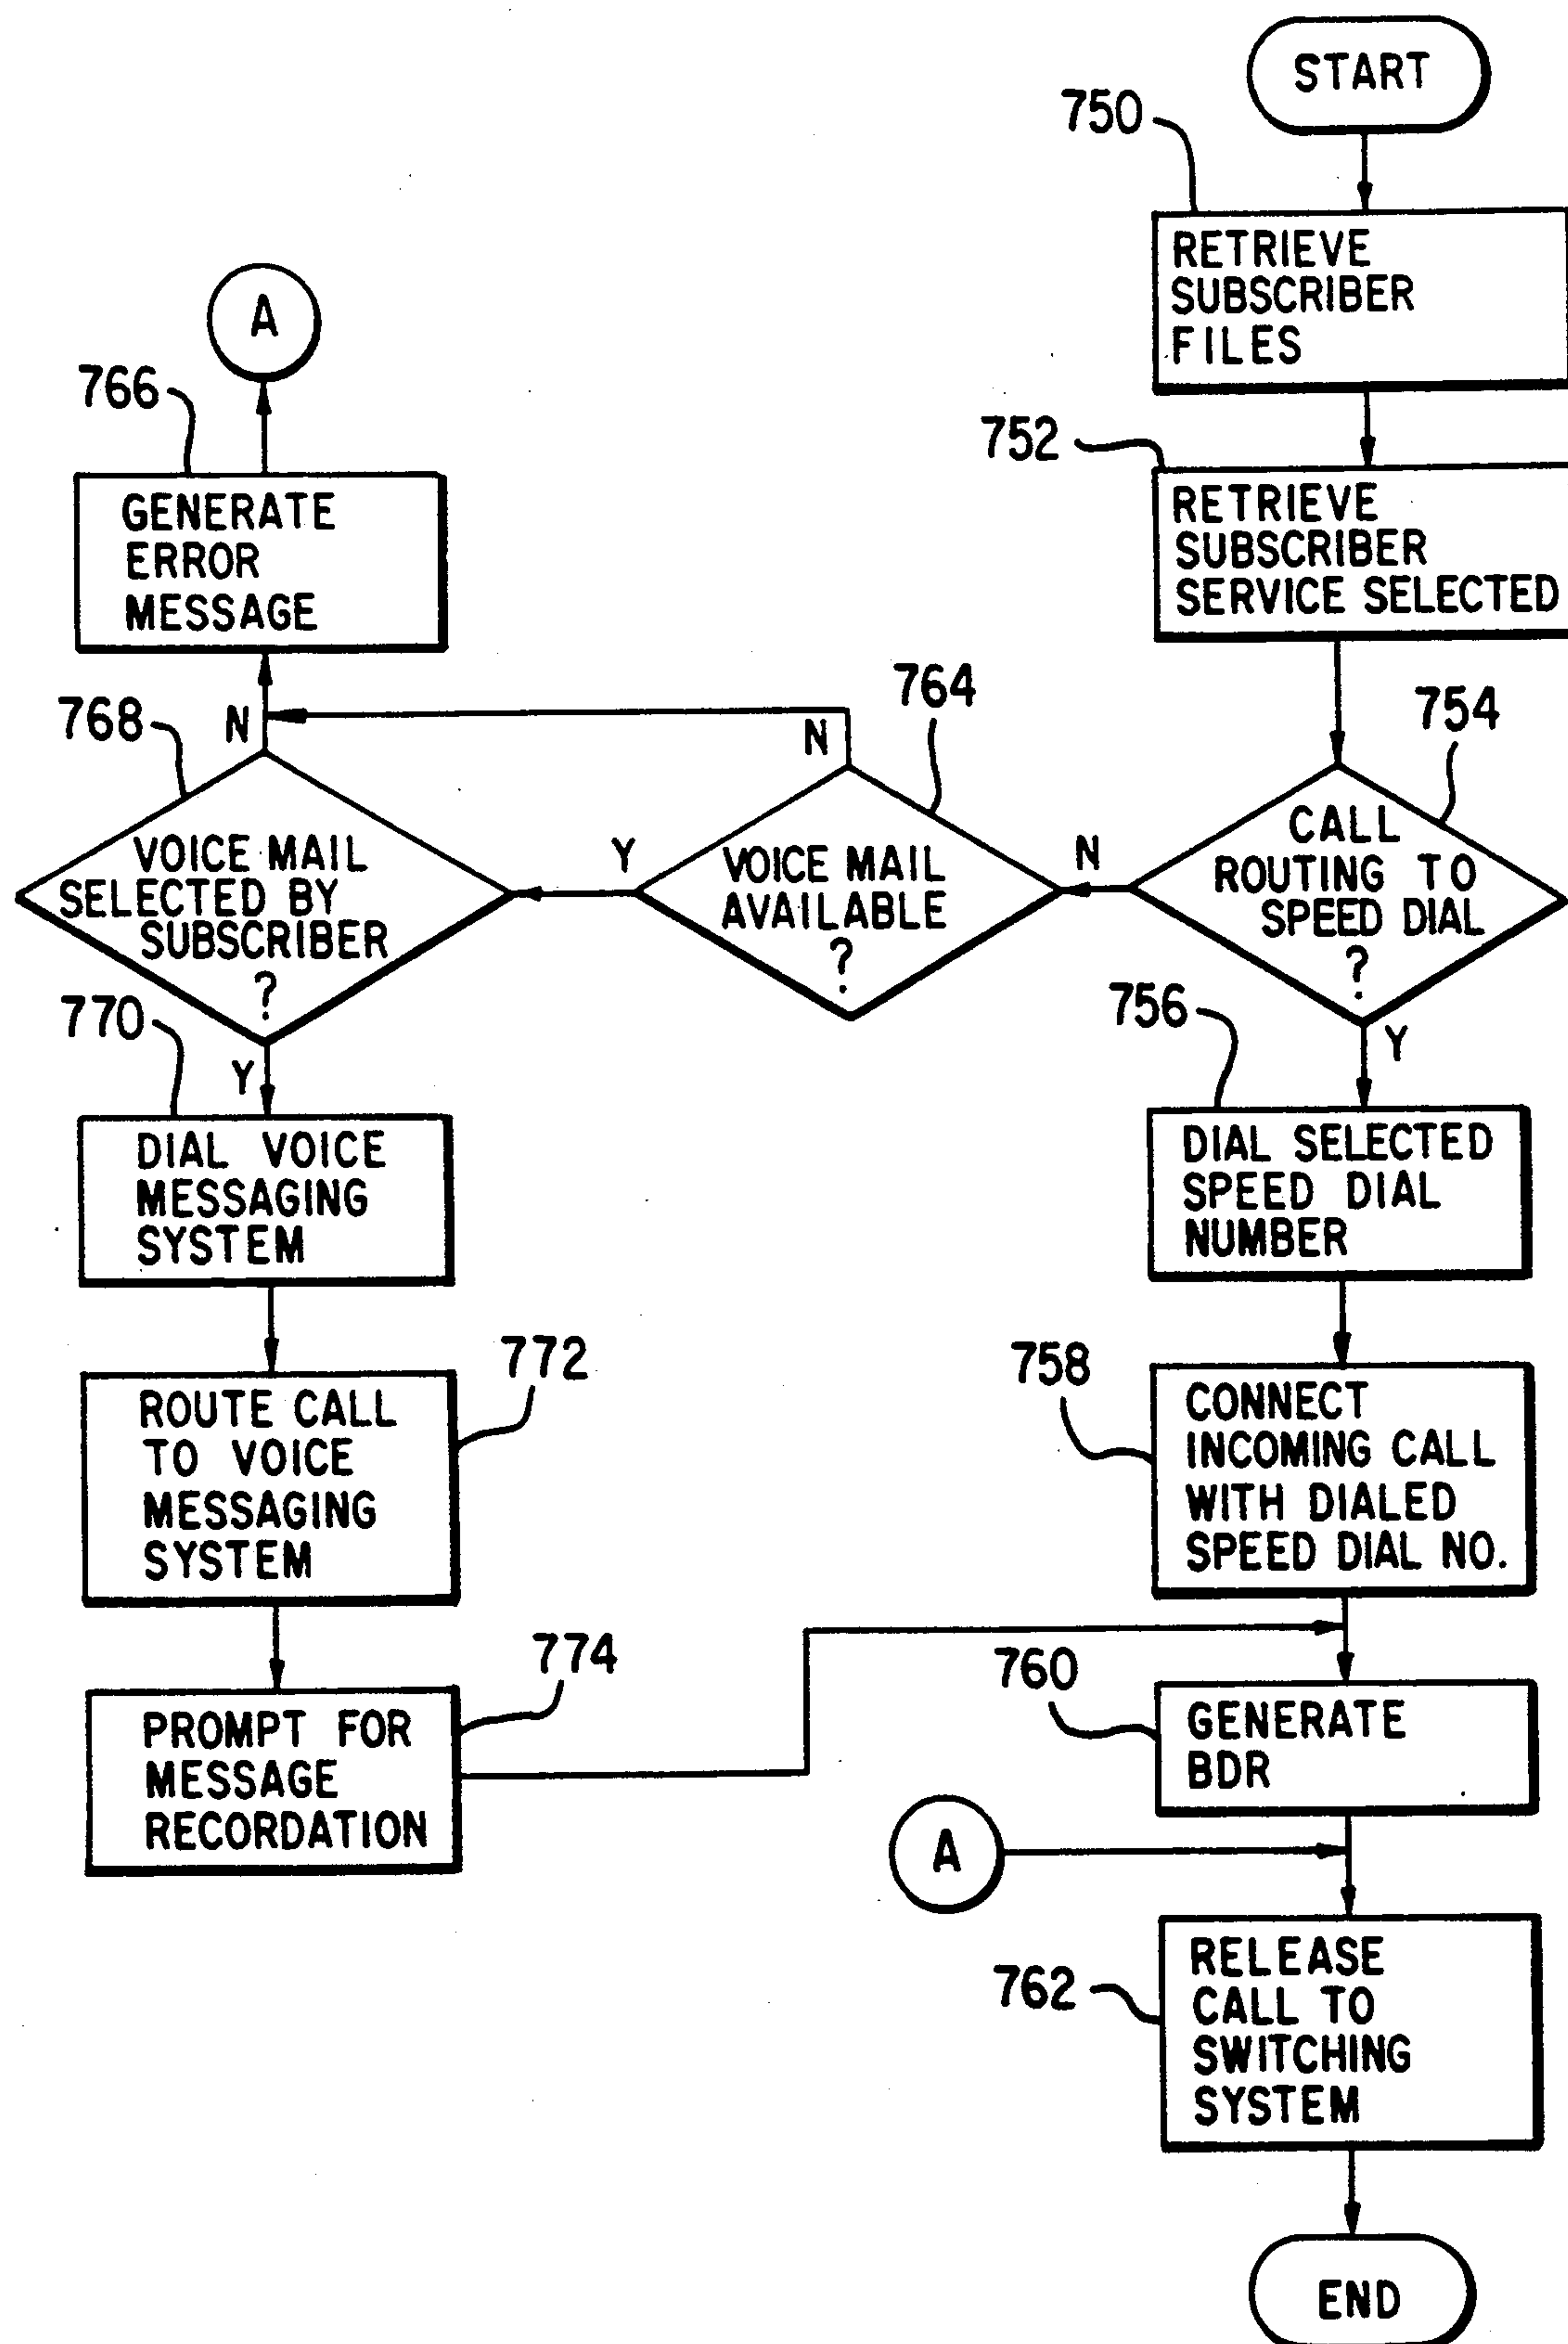 START
750
RETRIEVE
SUBSCRIBER
FILES
752
RETRIEVE
SUBSCRIBER
SERVICE SELECTED
754
CALL
ROUTING TO
SPEED DIAL
?
N
Y
764
VOICE MAIL
AVAILABLE
?
N
Y
768
VOICE MAIL
SELECTED BY
SUBSCRIBER
?
N
Y
766
GENERATE
ERROR
MESSAGE
A
770
DIAL VOICE
MESSAGING
SYSTEM
772
ROUTE CALL
TO VOICE
MESSAGING
SYSTEM
774
PROMPT FOR
MESSAGE
RECORDATION
756
DIAL SELECTED
SPEED DIAL
NUMBER
758
CONNECT
INCOMING CALL
WITH DIALED
SPEED DIAL NO.
760
GENERATE
BDR
A
762
RELEASE
CALL TO
SWITCHING
SYSTEM
END